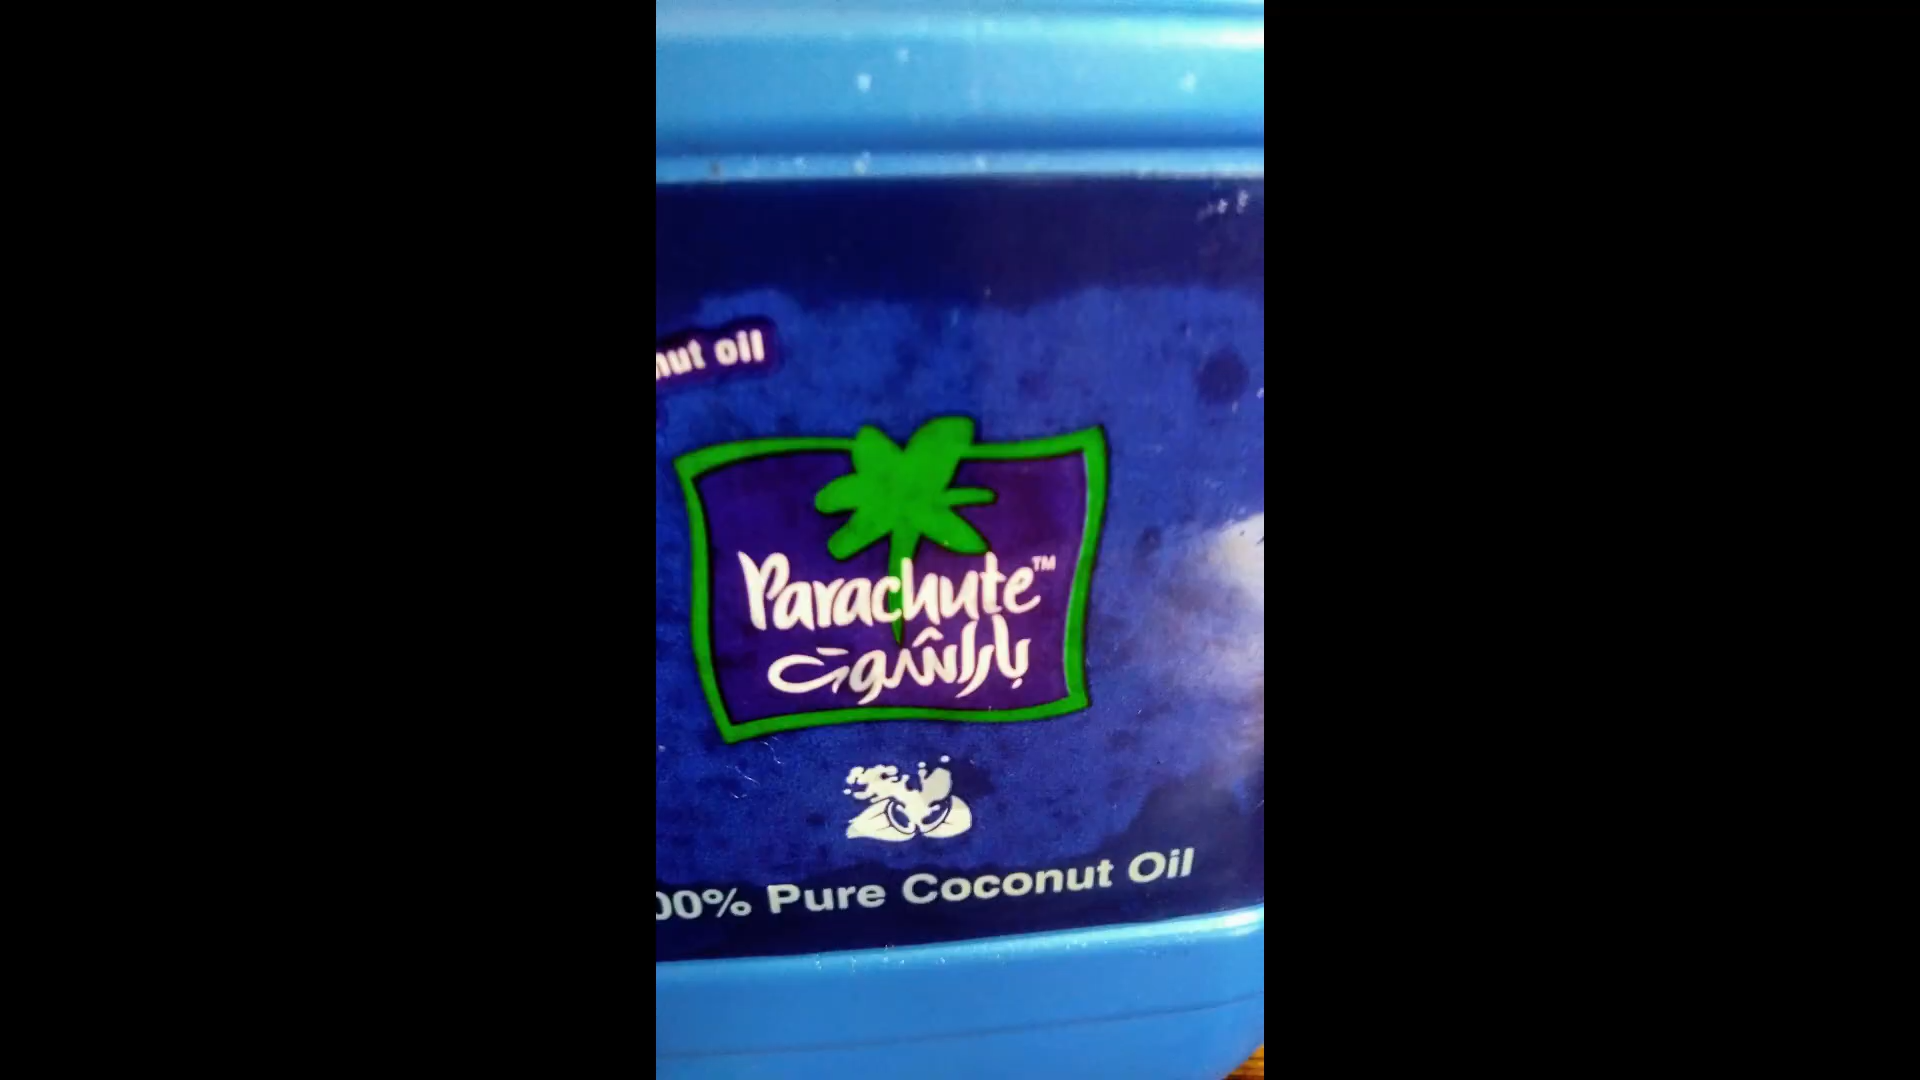 nut oil
Parachute™
باراشوت
00% Pure Coconut Oil